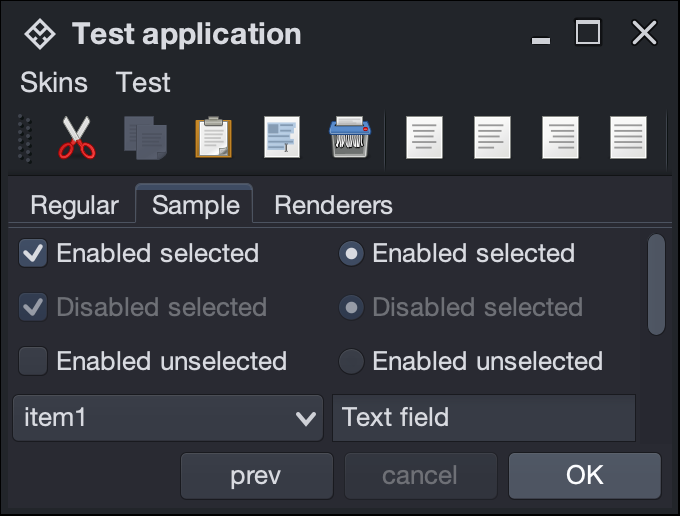 Test application
Skins Test
Regular Sample Renderers
Enabled selected Enabled selected
Disabled selected Disabled selected
Enabled unselected Enabled unselected
item1 Text field
prev cancel OK